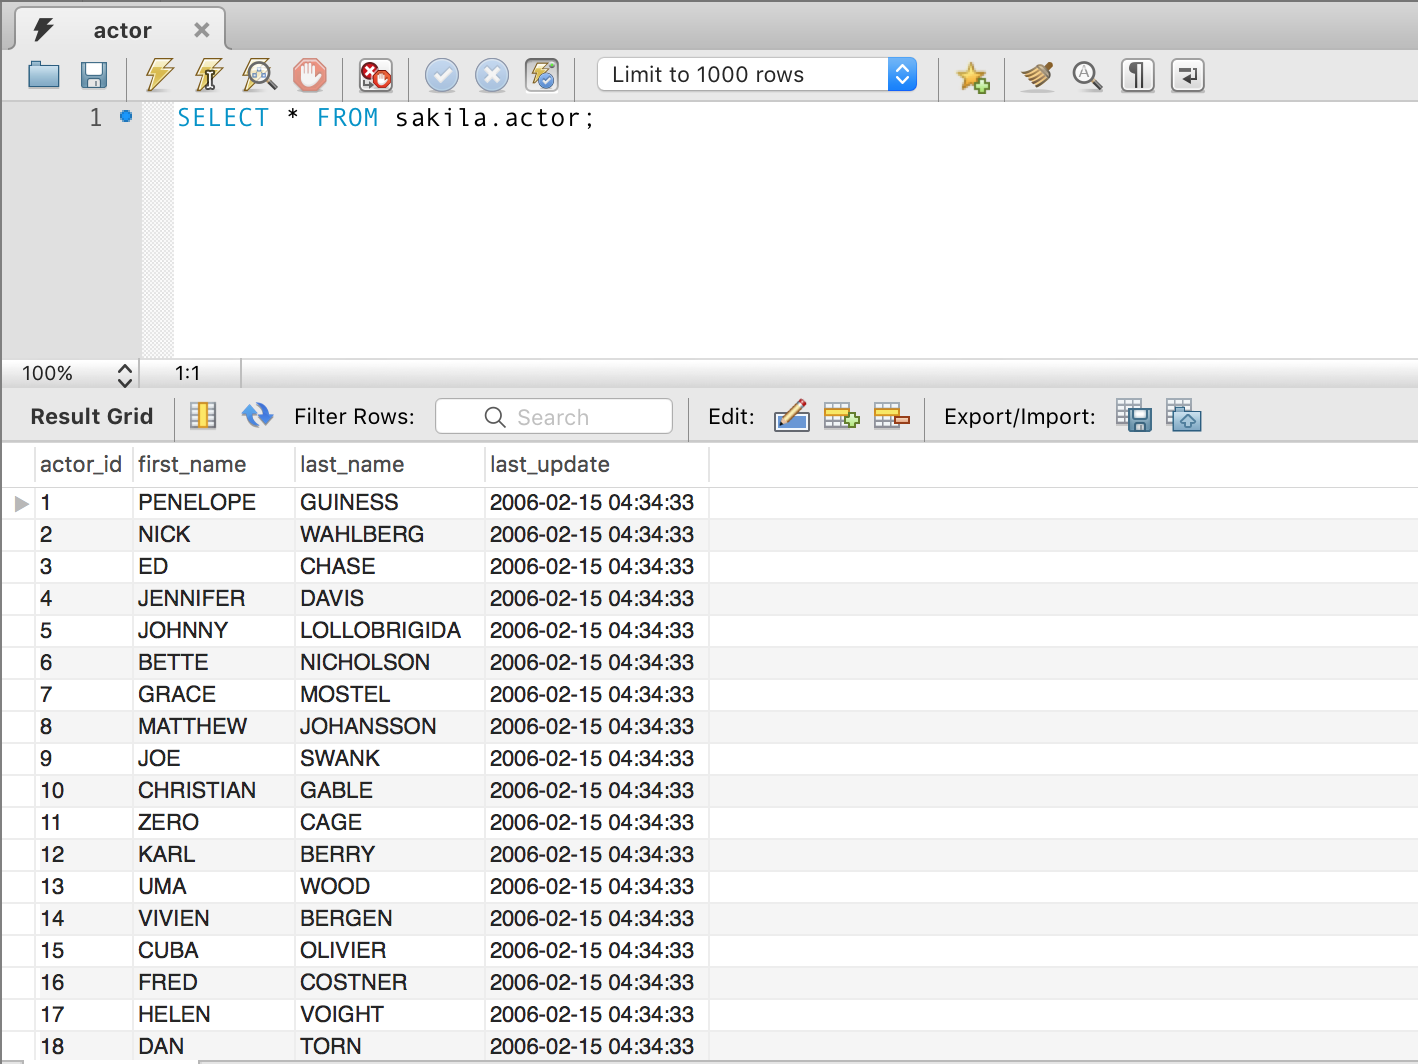 actor
Limit to 1000 rows
1 SELECT * FROM sakila.actor;
100% 1:1
Result Grid Filter Rows: Search Edit: Export/Import:
actor_id first_name last_name last_update
1 PENELOPE GUINESS 2006-02-15 04:34:33
2 NICK WAHLBERG 2006-02-15 04:34:33
3 ED CHASE 2006-02-15 04:34:33
4 JENNIFER DAVIS 2006-02-15 04:34:33
5 JOHNNY LOLLOBRIGIDA 2006-02-15 04:34:33
6 BETTE NICHOLSON 2006-02-15 04:34:33
7 GRACE MOSTEL 2006-02-15 04:34:33
8 MATTHEW JOHANSSON 2006-02-15 04:34:33
9 JOE SWANK 2006-02-15 04:34:33
10 CHRISTIAN GABLE 2006-02-15 04:34:33
11 ZERO CAGE 2006-02-15 04:34:33
12 KARL BERRY 2006-02-15 04:34:33
13 UMA WOOD 2006-02-15 04:34:33
14 VIVIEN BERGEN 2006-02-15 04:34:33
15 CUBA OLIVIER 2006-02-15 04:34:33
16 FRED COSTNER 2006-02-15 04:34:33
17 HELEN VOIGHT 2006-02-15 04:34:33
18 DAN TORN 2006-02-15 04:34:33